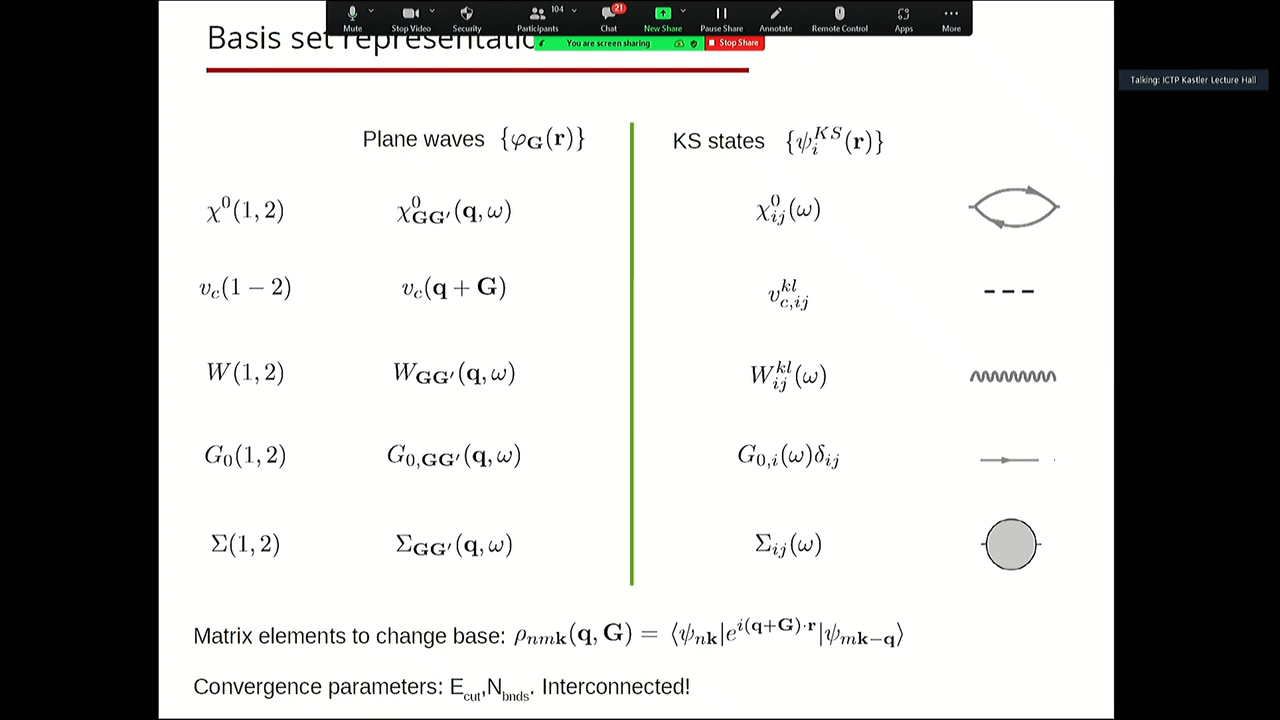 104
21
Mute
Stop Video
Security
Participants
Chat
New Share
Pause Share
Annotate
Remote Control
Apps
More
You are screen sharing
Stop Share
Basis set
Talking: ICTP Kastler Lecture Hall
Plane waves {φ_G(r)}
KS states {ψ_i^{KS}(r)}
χ^0(1, 2) χ^0_{GG′}(q, ω) χ^0_{ij}(ω)
v_c(1 − 2) v_c(q + G) v^{kl}_{c,ij}
W(1, 2) W_{GG′}(q, ω) W^{kl}_{ij}(ω)
G_0(1, 2) G_{0,GG′}(q, ω) G_{0,i}(ω)δ_{ij}
Σ(1, 2) Σ_{GG′}(q, ω) Σ_{ij}(ω)
Matrix elements to change base: ρ_{nmk}(q, G) = ⟨ψ_{nk}|e^{i(q+G)·r}|ψ_{mk−q}⟩
Convergence parameters: E_{cut},N_{bnds}. Interconnected!